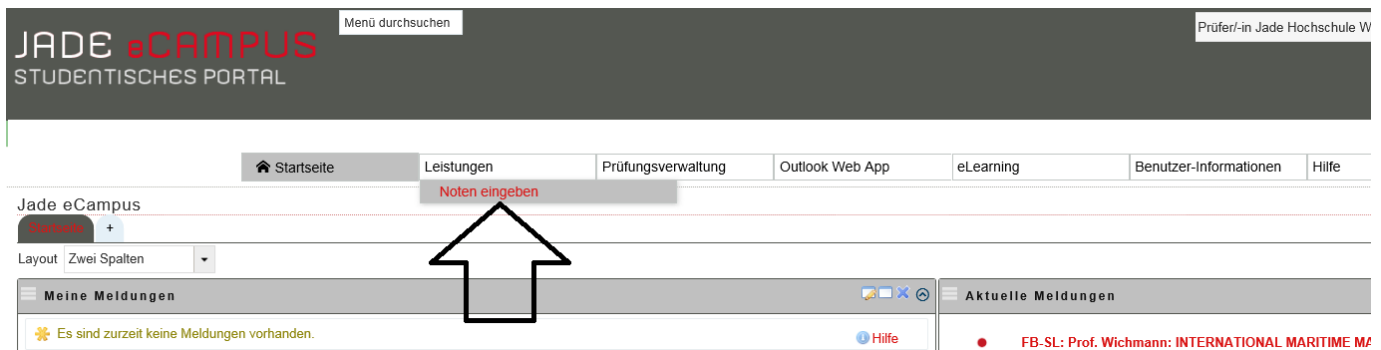 Menü durchsuchen
Prüfer/-in Jade Hochschule W
JADE eCAMPUS
STUDENTISCHES PORTAL
Startseite
Leistungen
Prüfungsverwaltung
Outlook Web App
eLearning
Benutzer-Informationen
Hilfe
Noten eingeben
Jade eCampus
Startseite
+
Layout Zwei Spalten
Meine Meldungen
Aktuelle Meldungen
Es sind zurzeit keine Meldungen vorhanden.
Hilfe
FB-SL: Prof. Wichmann: INTERNATIONAL MARITIME MA